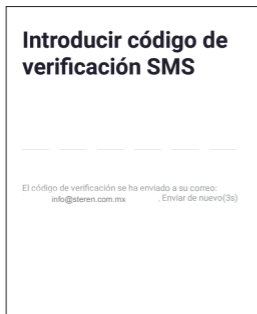 Introducir código de
verificación SMS
El código de verificación se ha enviado a su correo:
info@steren.com.mx . Enviar de nuevo(3s)